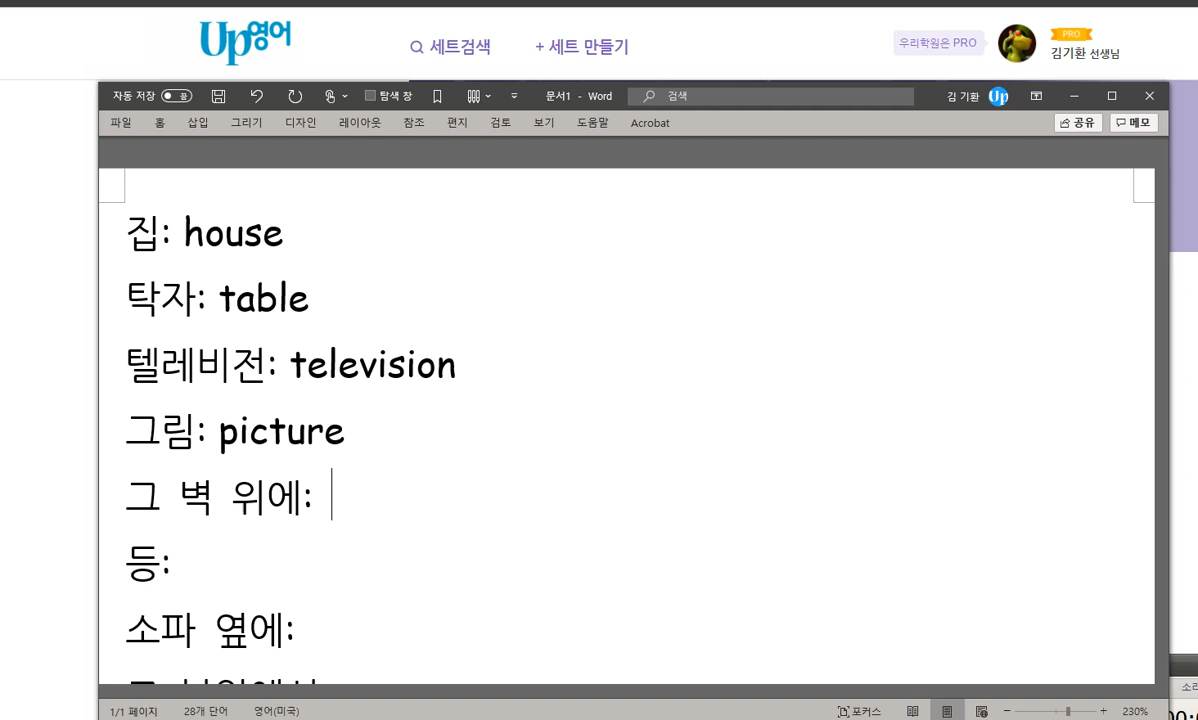 Up영어
세트검색
+ 세트 만들기
우리학원은 PRO
PRO
김기환 선생님
자동 저장 끔 탐색 창 문서1 - Word 검색 김 기환 Up
파일 홈 삽입 그리기 디자인 레이아웃 참조 편지 검토 보기 도움말 Acrobat 공유 메모
집: house
탁자: table
텔레비전: television
그림: picture
그 벽 위에:
등:
소파 옆에:
소리
1/1 페이지 28개 단어 영어(미국) 포커스 230%